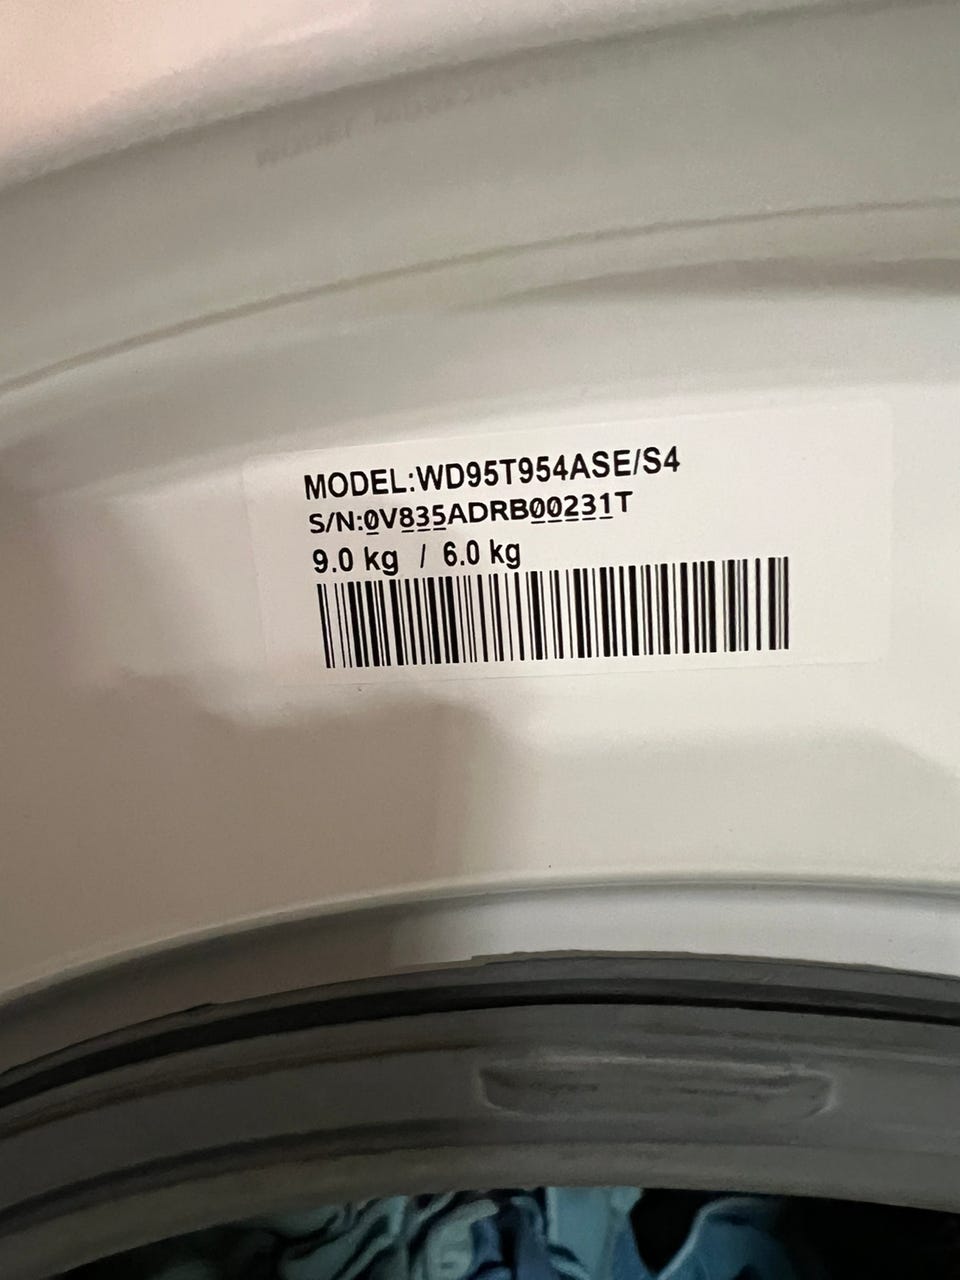 MODEL:WD95T954ASE/S4
S/N:0V835ADRB00231T
9.0 kg / 6.0 kg